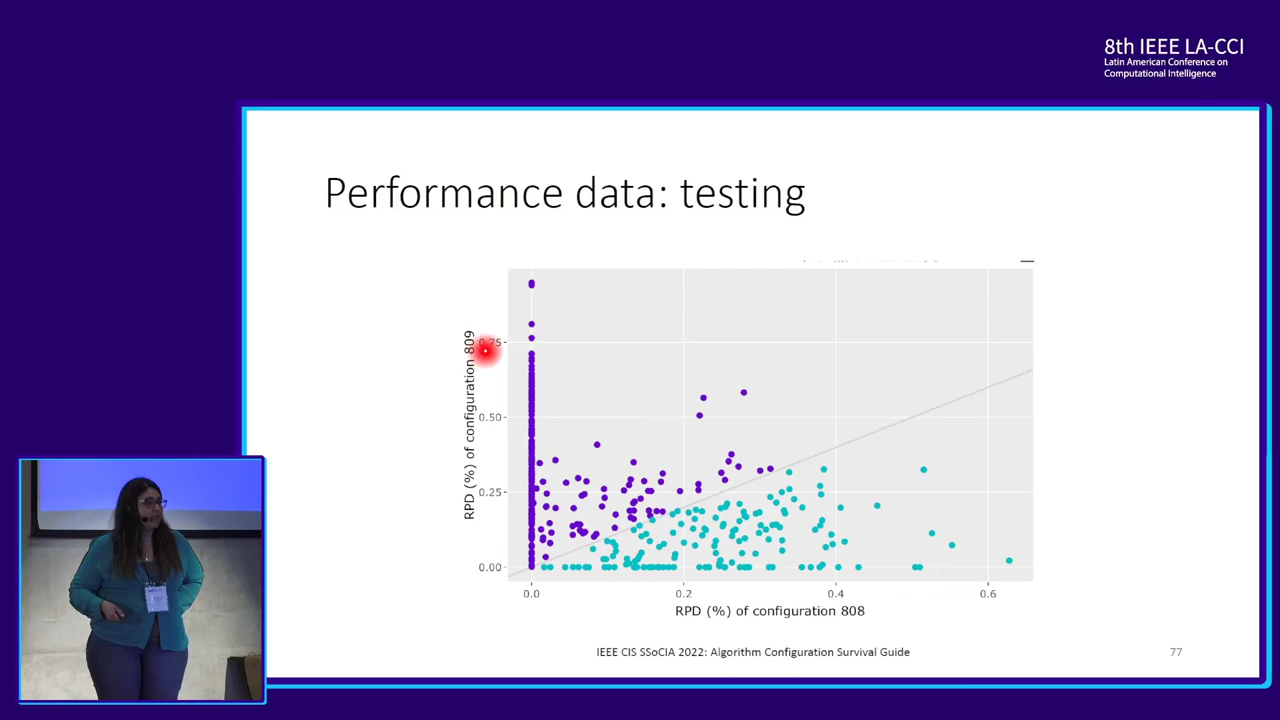 8th IEEE LA-CCI
Latin American Conference on
Computational Intelligence
Performance data: testing
RPD (%) of configuration 809
0.75
0.50
0.25
0.00
0.0
0.2
0.4
0.6
RPD (%) of configuration 808
IEEE CIS SSoCIA 2022: Algorithm Configuration Survival Guide
77